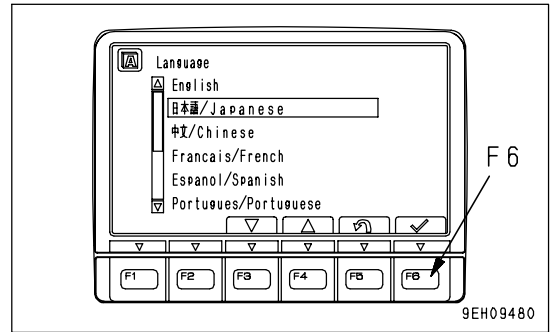 Language
English
日本語/Japanese
中文/Chinese
Francais/French
Espanol/Spanish
Portugues/Portuguese
F6
F1 F2 F3 F4 F5 F6
9EH09480